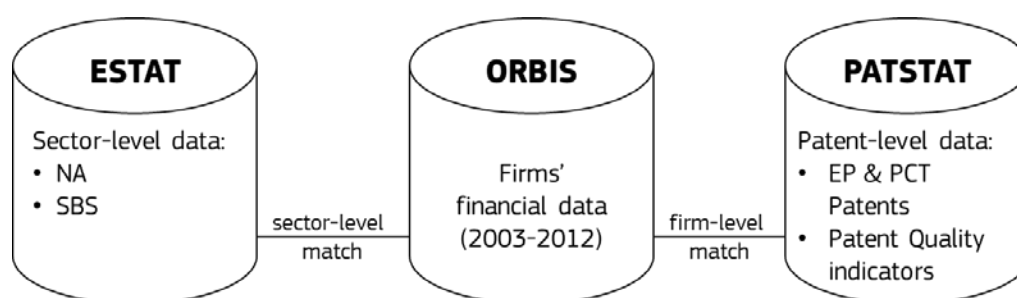 ESTAT
Sector-level data:
• NA
• SBS
sector-level
match
ORBIS
Firms'
financial data
(2003-2012)
firm-level
match
PATSTAT
Patent-level data:
• EP & PCT
Patents
• Patent Quality
indicators